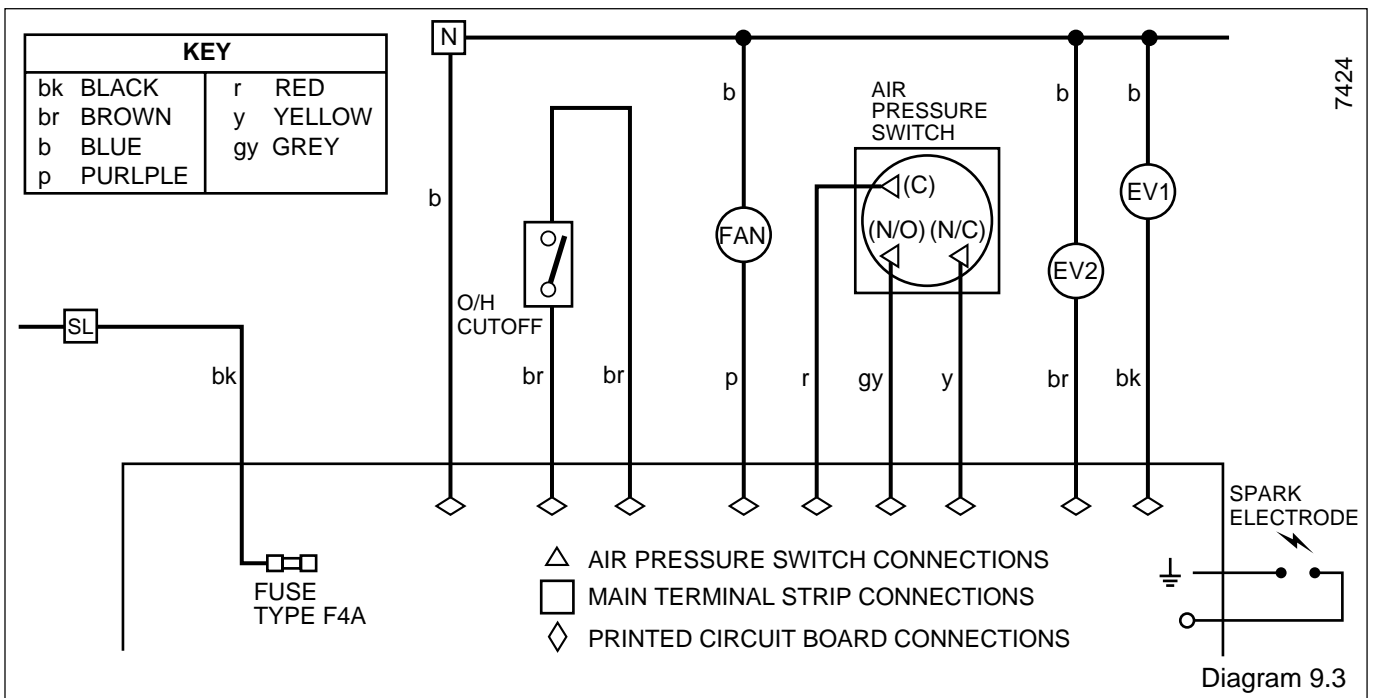 KEY
bk BLACK
br BROWN
b BLUE
p PURLPLE
r RED
y YELLOW
gy GREY
N
b
b
AIR
PRESSURE
SWITCH
b
b
7424
b
(C)
(N/O) (N/C)
FAN
EV1
EV2
O/H
CUTOFF
SL
bk
br
br
p
r
gy
y
br
bk
SPARK
ELECTRODE
FUSE
TYPE F4A
AIR PRESSURE SWITCH CONNECTIONS
MAIN TERMINAL STRIP CONNECTIONS
PRINTED CIRCUIT BOARD CONNECTIONS
Diagram 9.3